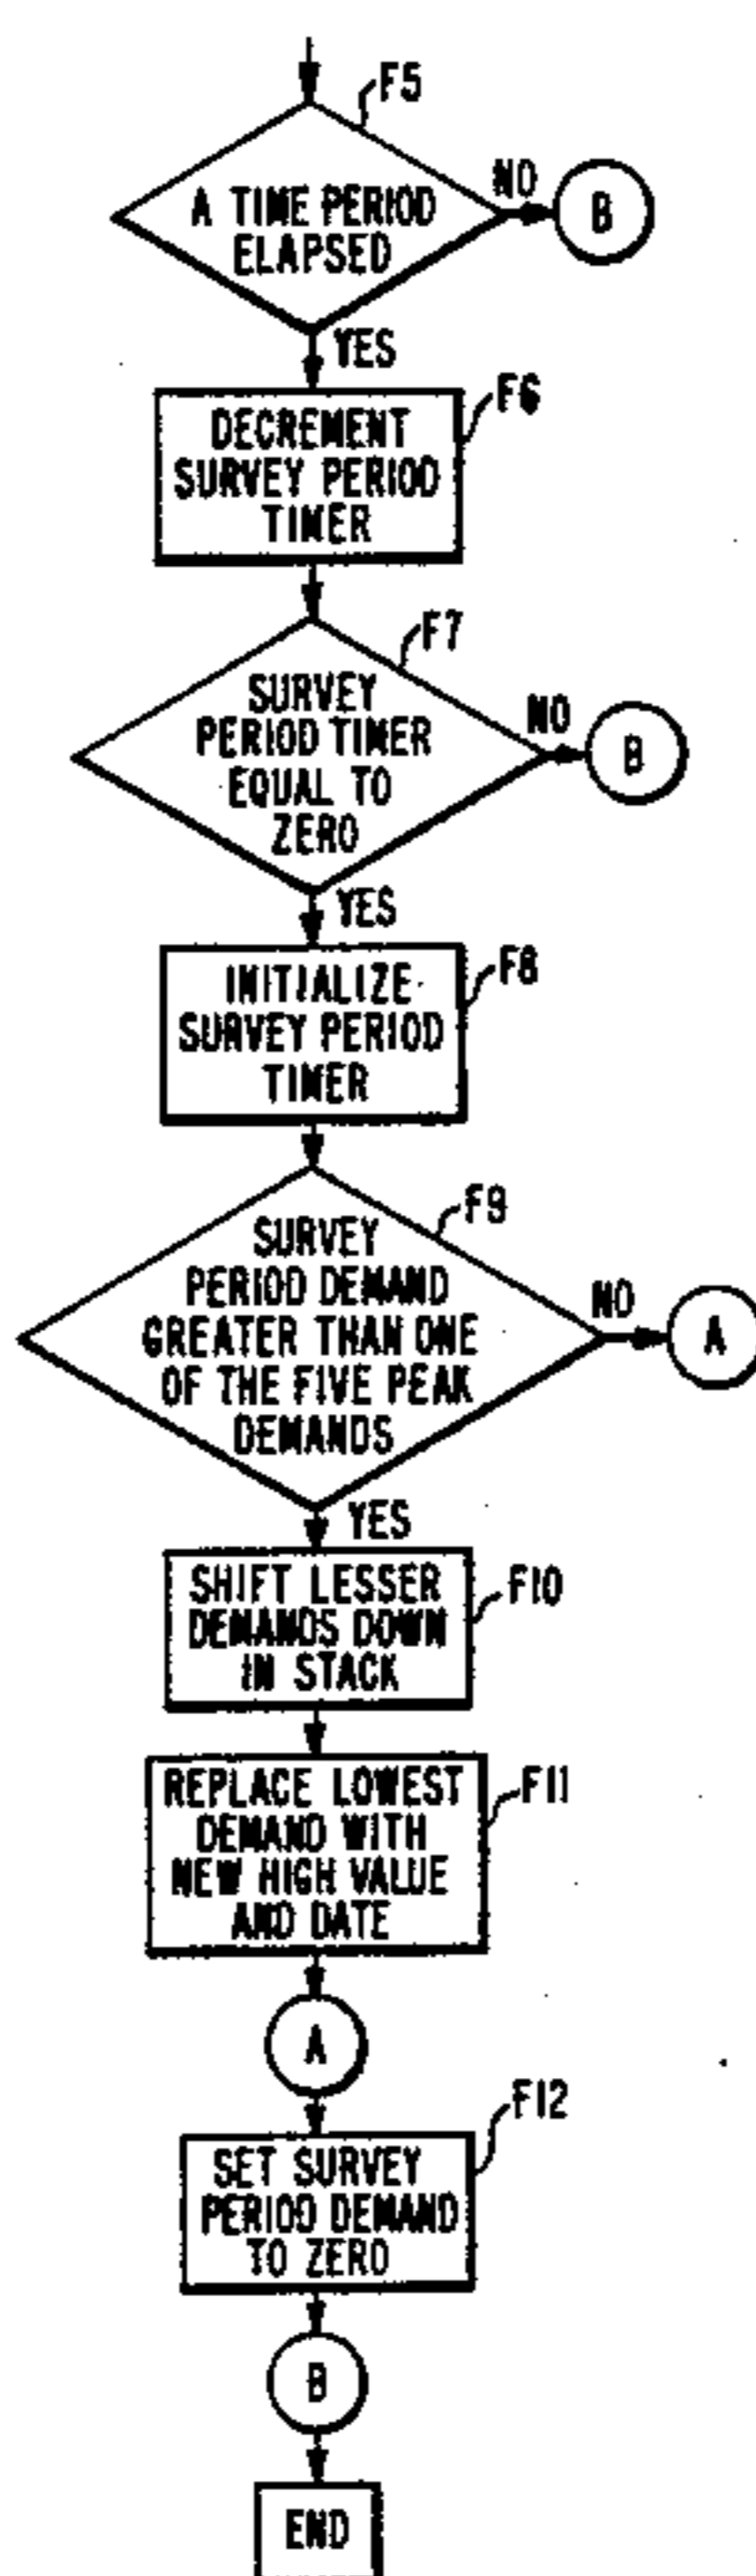 F5
A TIME PERIOD
ELAPSED
NO
B
YES
F6
DECREMENT
SURVEY PERIOD
TIMER
F7
SURVEY
PERIOD TIMER
EQUAL TO
ZERO
NO
B
YES
F8
INITIALIZE
SURVEY PERIOD
TIMER
F9
SURVEY
PERIOD DEMAND
GREATER THAN ONE
OF THE FIVE PEAK
DEMANDS
NO
A
YES
F10
SHIFT LESSER
DEMANDS DOWN
IN STACK
F11
REPLACE LOWEST
DEMAND WITH
NEW HIGH VALUE
AND DATE
A
F12
SET SURVEY
PERIOD DEMAND
TO ZERO
B
END